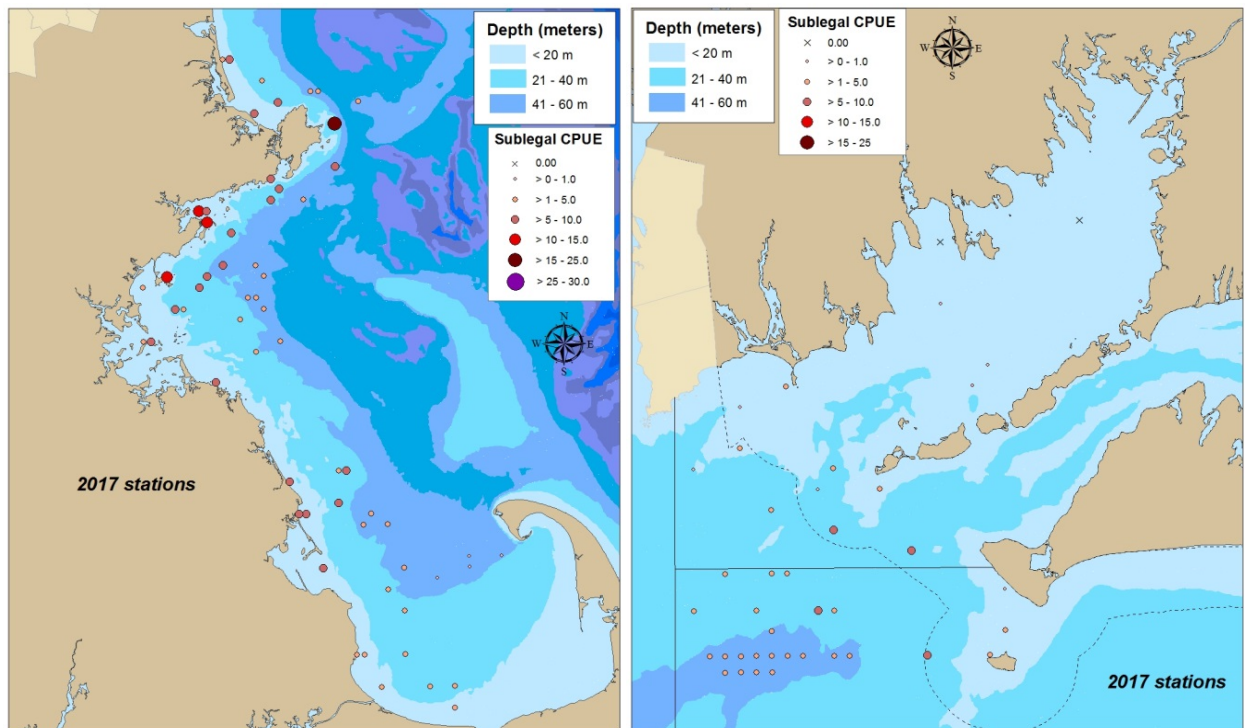 Depth (meters)
< 20 m
21 - 40 m
41 - 60 m
Sublegal CPUE
0.00
> 0 - 1.0
> 1 - 5.0
> 5 - 10.0
> 10 - 15.0
> 15 - 25.0
> 25 - 30.0
N
W E
S
2017 stations
Depth (meters)
< 20 m
21 - 40 m
41 - 60 m
Sublegal CPUE
0.00
> 0 - 1.0
> 1 - 5.0
> 5 - 10.0
> 10 - 15.0
> 15 - 25
N
W E
S
2017 stations